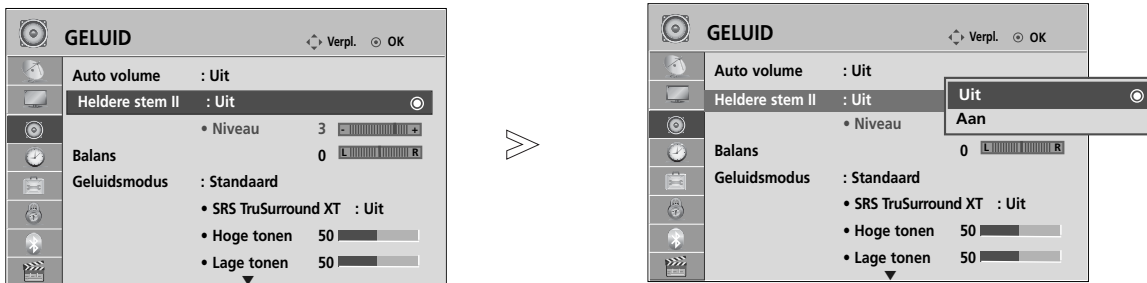 GELUID Verpl. OK
Auto volume : Uit
Heldere stem II : Uit
• Niveau 3 - +
Balans 0 L R
Geluidsmodus : Standaard
• SRS TruSurround XT : Uit
• Hoge tonen 50
• Lage tonen 50
GELUID Verpl. OK
Auto volume : Uit
Heldere stem II : Uit
Uit
Aan
• Niveau
Balans 0 L R
Geluidsmodus : Standaard
• SRS TruSurround XT : Uit
• Hoge tonen 50
• Lage tonen 50